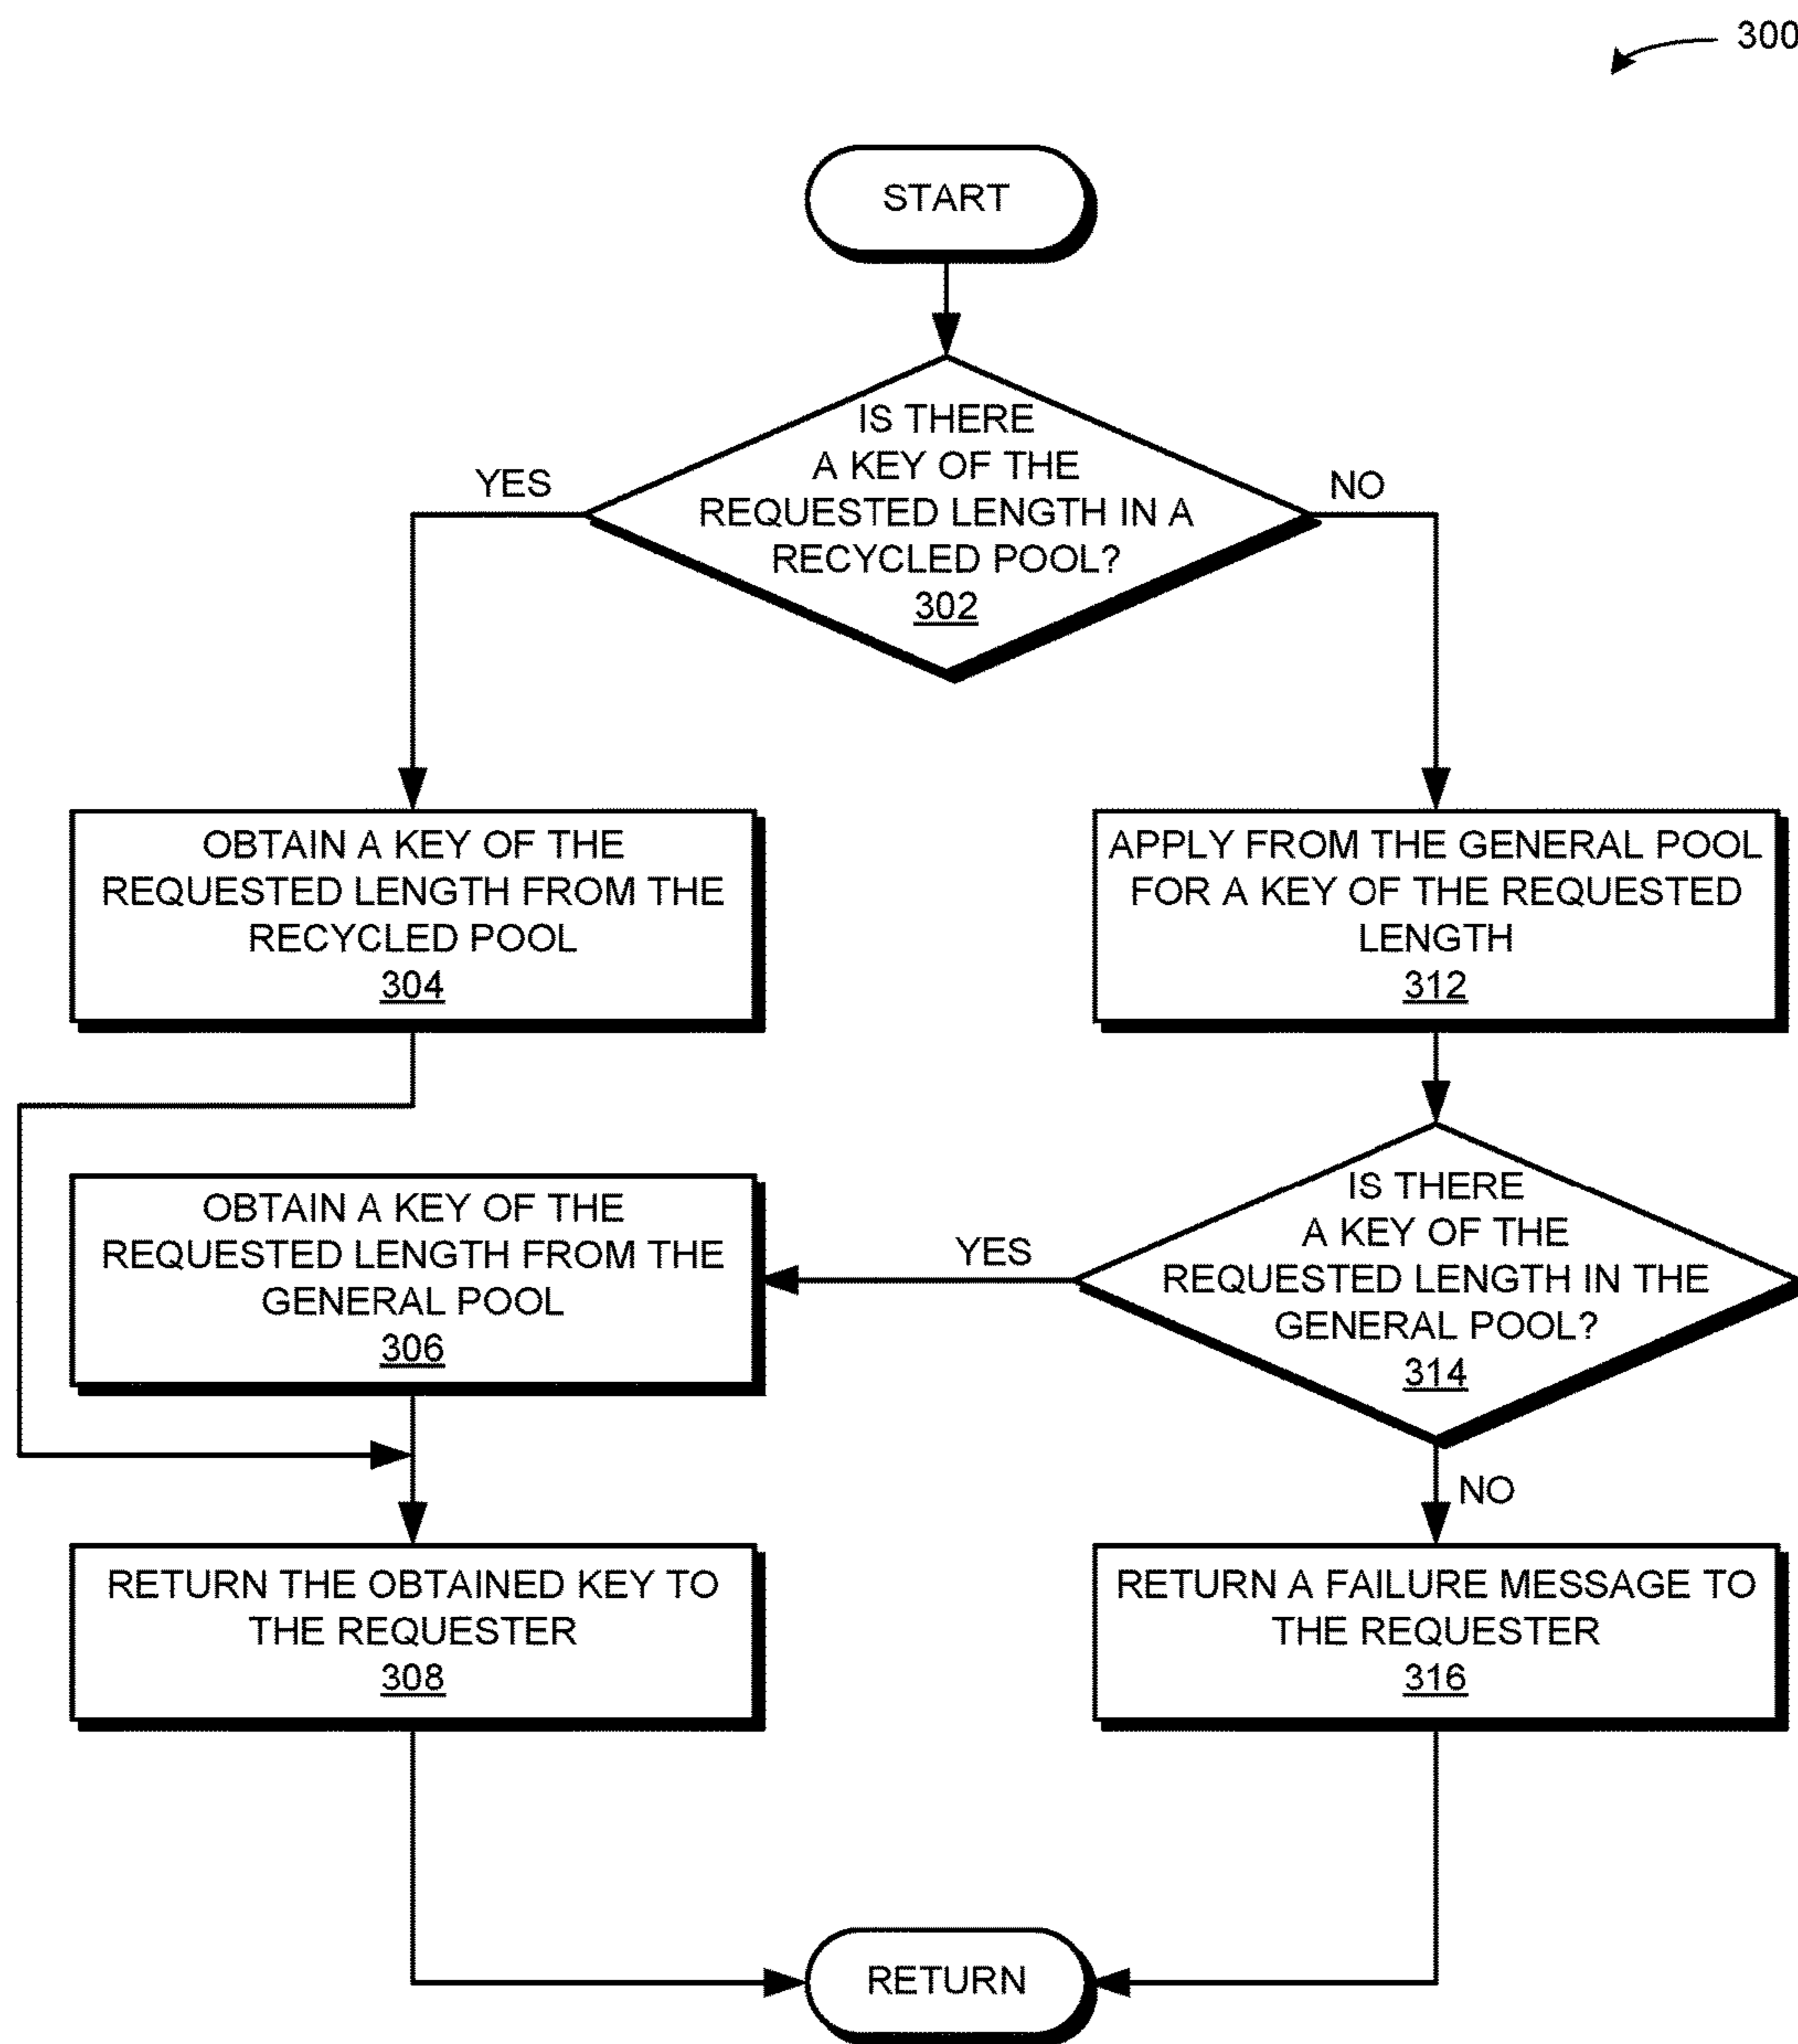 300
START
IS THERE
A KEY OF THE
REQUESTED LENGTH IN A
RECYCLED POOL?
302
YES
NO
OBTAIN A KEY OF THE
REQUESTED LENGTH FROM THE
RECYCLED POOL
304
APPLY FROM THE GENERAL POOL
FOR A KEY OF THE REQUESTED
LENGTH
312
OBTAIN A KEY OF THE
REQUESTED LENGTH FROM THE
GENERAL POOL
306
YES
IS THERE
A KEY OF THE
REQUESTED LENGTH IN THE
GENERAL POOL?
314
NO
RETURN THE OBTAINED KEY TO
THE REQUESTER
308
RETURN A FAILURE MESSAGE TO
THE REQUESTER
316
RETURN